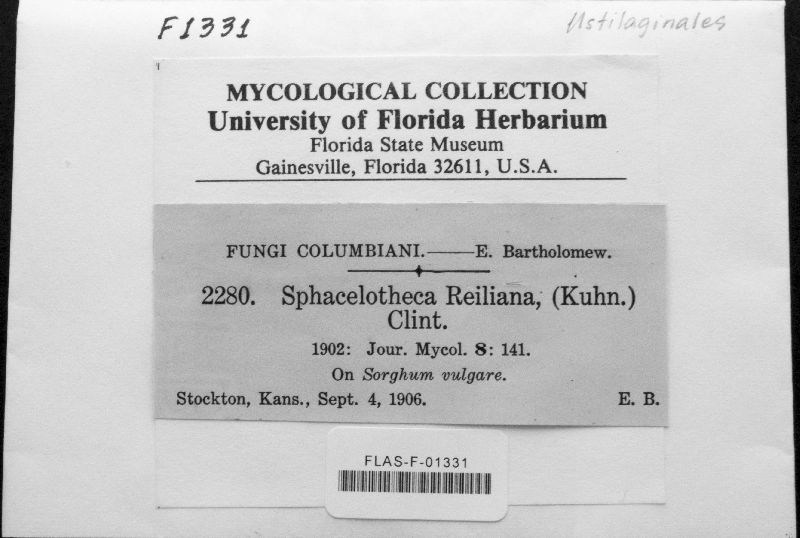 F1331
Ustilaginales
MYCOLOGICAL COLLECTION
University of Florida Herbarium
Florida State Museum
Gainesville, Florida 32611, U.S.A.
FUNGI COLUMBIANI.——E. Bartholomew.
2280. Sphacelotheca Reiliana, (Kuhn.)
Clint.
1902: Jour. Mycol. 8: 141.
On Sorghum vulgare.
Stockton, Kans., Sept. 4, 1906. E. B.
FLAS-F-01331